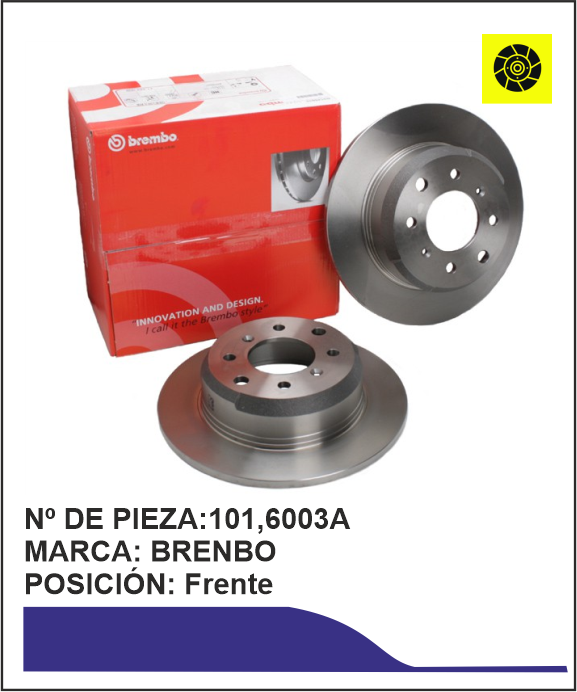 brembo
INNOVATION AND DESIGN.
"I call it the Brembo style"
Nº DE PIEZA:101,6003A
MARCA: BRENBO
POSICIÓN: Frente